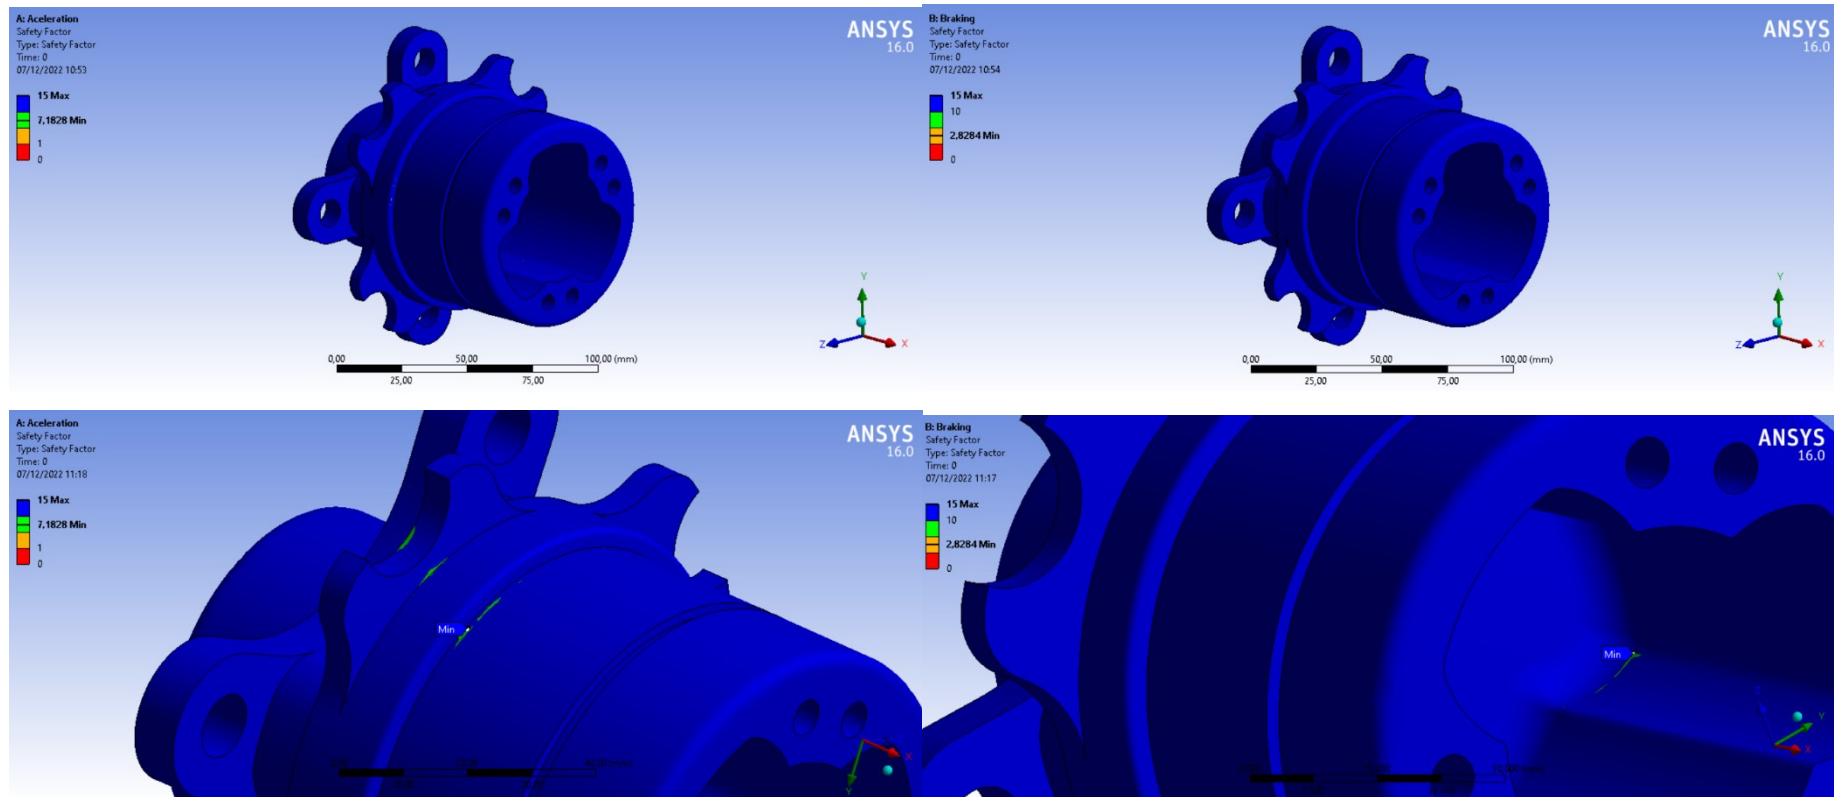 A: Aceleration
Safety Factor
Type: Safety Factor
Time: 0
07/12/2022 10:53
15 Max
7,1828 Min
1
0
ANSYS
16.0
Y
Z
X
0,00
50,00
100,00 (mm)
25,00
75,00
B: Braking
Safety Factor
Type: Safety Factor
Time: 0
07/12/2022 10:54
15 Max
10
2,8284 Min
0
ANSYS
16.0
Y
Z
X
0,00
50,00
100,00 (mm)
25,00
75,00
A: Aceleration
Safety Factor
Type: Safety Factor
Time: 0
07/12/2022 11:18
15 Max
7,1828 Min
1
0
ANSYS
16.0
Min
X
Y
B: Braking
Safety Factor
Type: Safety Factor
Time: 0
07/12/2022 11:17
15 Max
10
2,8284 Min
0
ANSYS
16.0
Min
Y
X